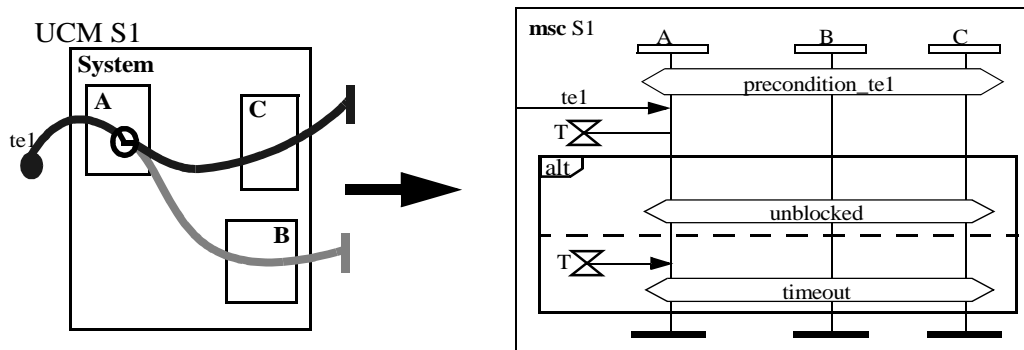 UCM S1
System
A
C
te1
B
msc S1
A
B
C
precondition_te1
te1
T
alt
unblocked
T
timeout